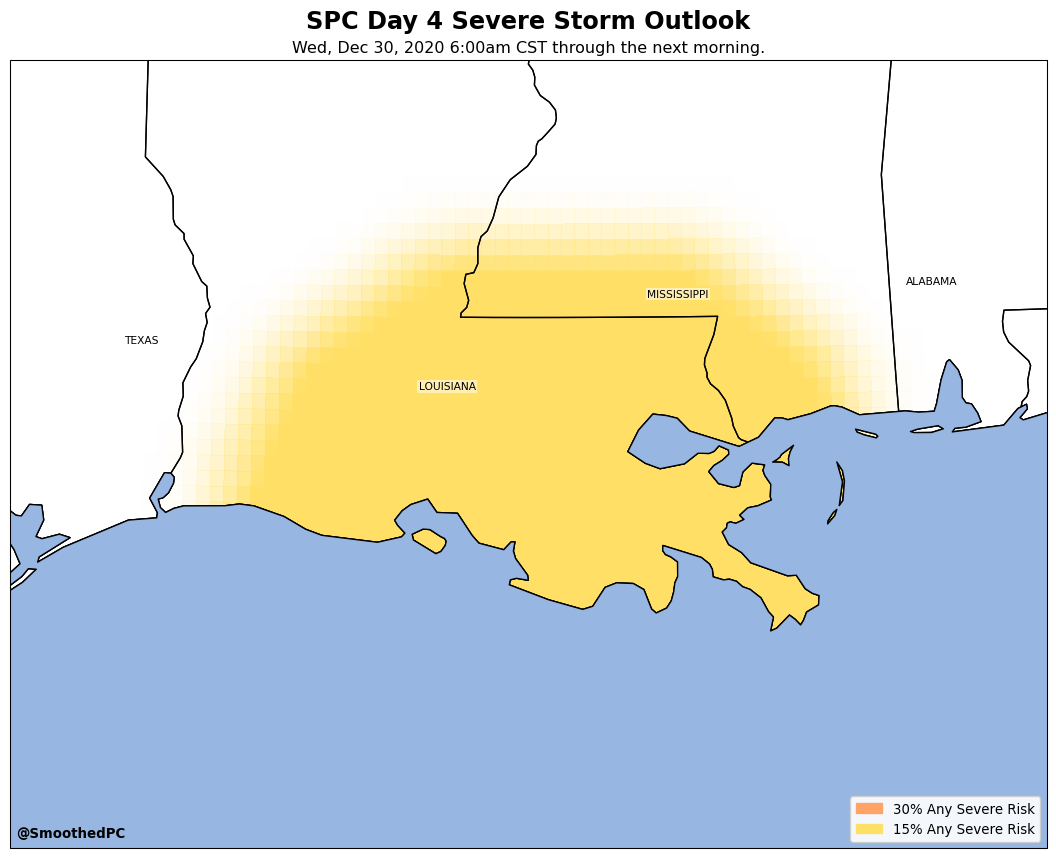 SPC Day 4 Severe Storm Outlook
Wed, Dec 30, 2020 6:00am CST through the next morning.
ALABAMA
MISSISSIPPI
TEXAS
LOUISIANA
30% Any Severe Risk
15% Any Severe Risk
@SmoothedPC